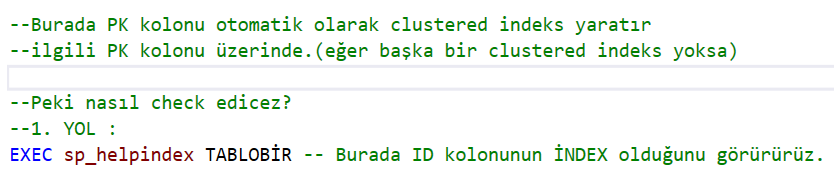 --Burada PK kolonu otomatik olarak clustered indeks yaratır
--ilgili PK kolonu üzerinde.(eğer başka bir clustered indeks yoksa)
--Peki nasıl check edicez?
--1. YOL :
EXEC sp_helpindex TABLOBİR -- Burada ID kolonunun İNDEX olduğunu görürürüz.